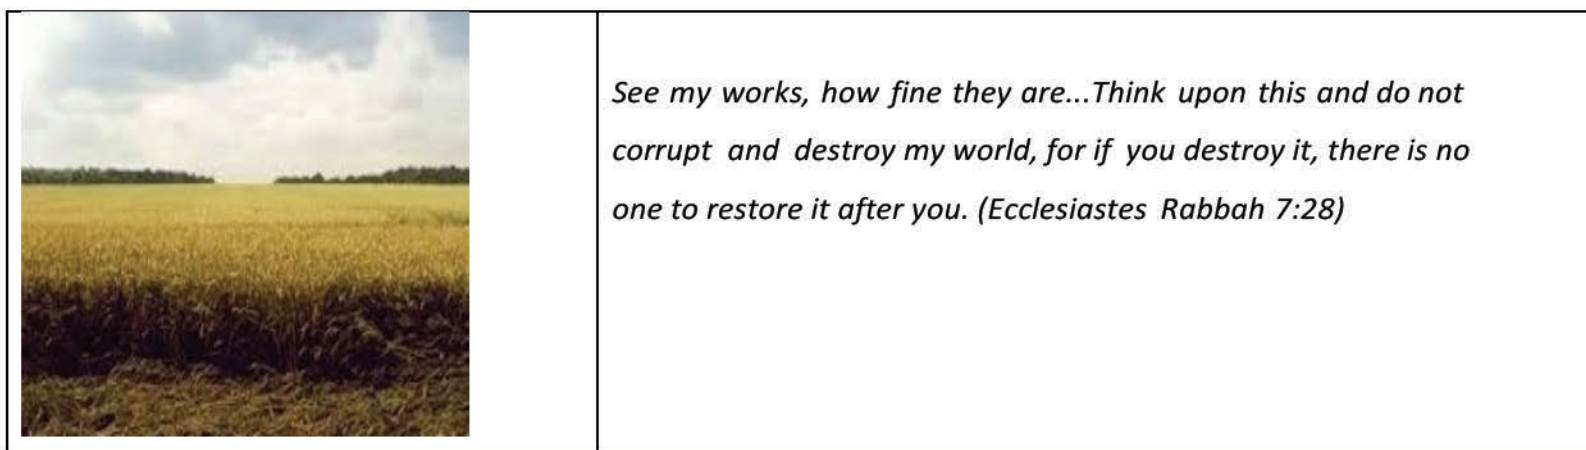 See my works, how fine they are...Think upon this and do not
corrupt and destroy my world, for if you destroy it, there is no
one to restore it after you. (Ecclesiastes Rabbah 7:28)